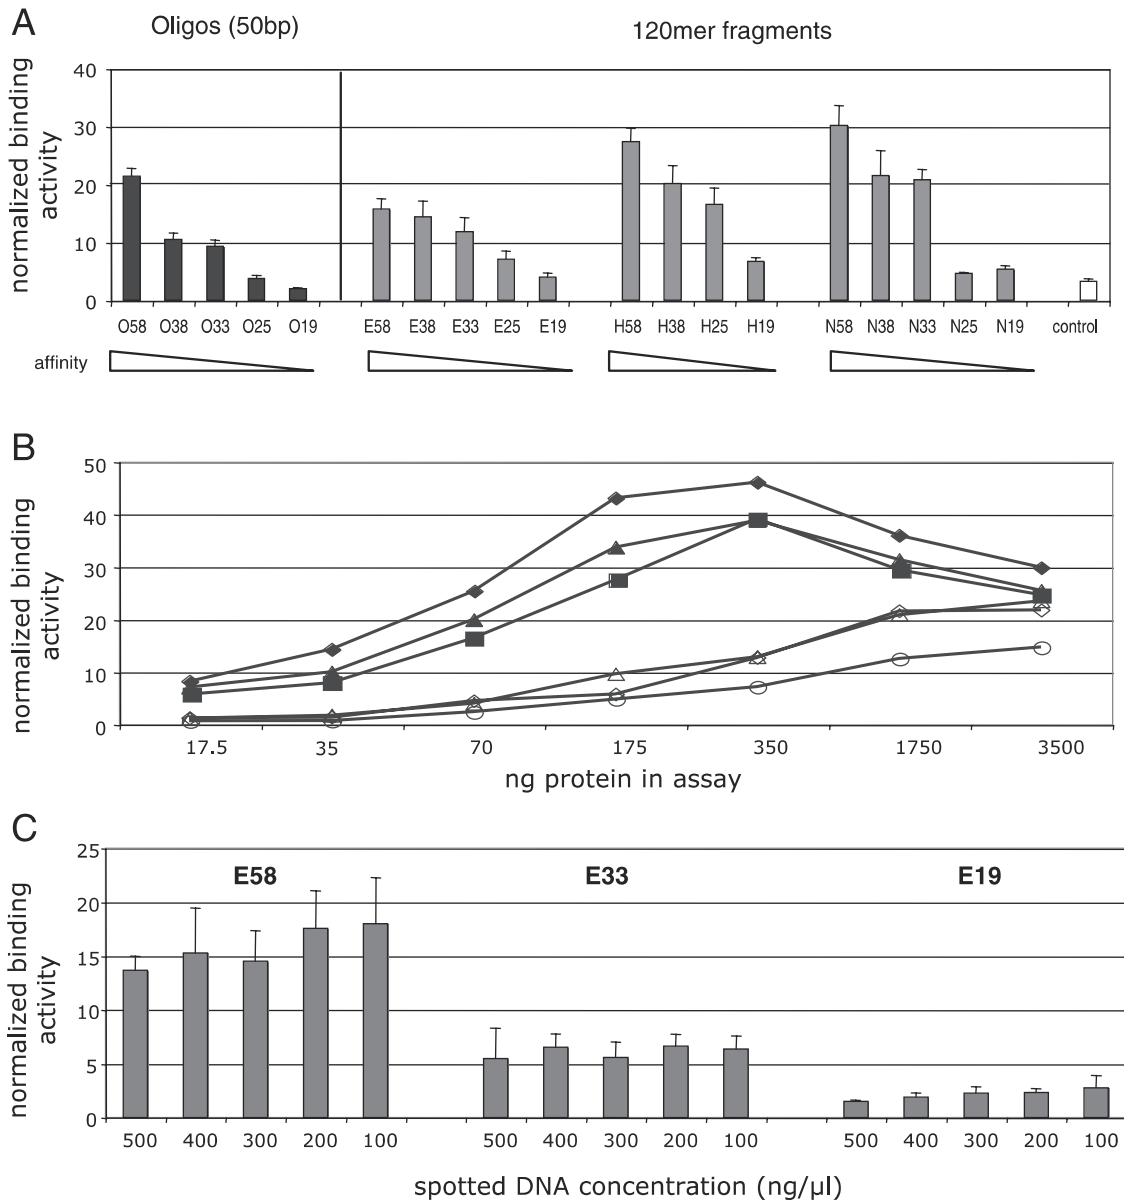 A
Oligos (50bp)
120mer fragments
normalized binding
activity
40
30
20
10
0
O58 O38 O33 O25 O19 E58 E38 E33 E25 E19 H58 H38 H25 H19 N58 N38 N33 N25 N19 control
affinity
B
normalized binding
activity
50
40
30
20
10
0
17.5 35 70 175 350 1750 3500
ng protein in assay
C
normalized binding
activity
25
20
15
10
5
0
E58 E33 E19
500 400 300 200 100 500 400 300 200 100 500 400 300 200 100
spotted DNA concentration (ng/µl)